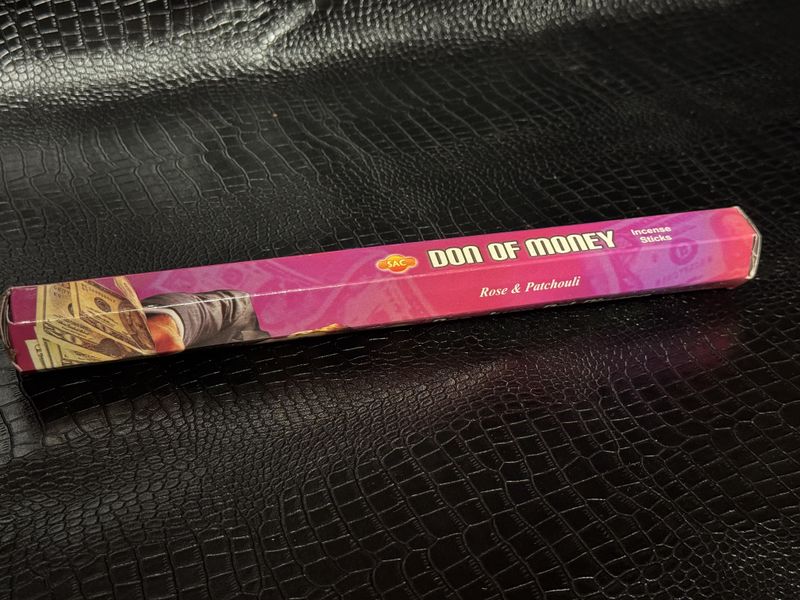 SAC
DON OF MONEY
Incense
Sticks
Rose & Patchouli